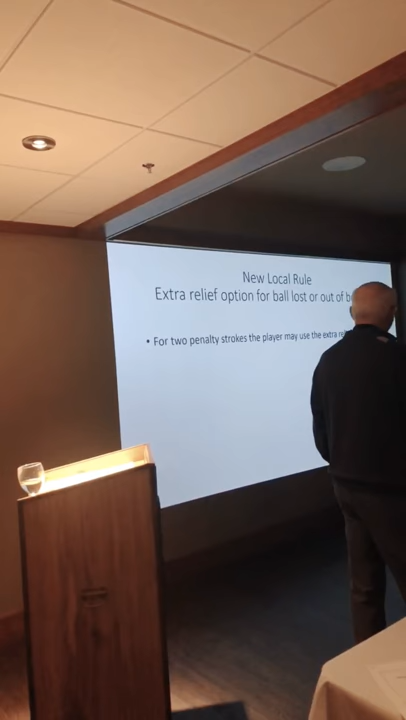 New Local Rule
Extra relief option for ball lost or out of
• For two penalty strokes the player may use the extra